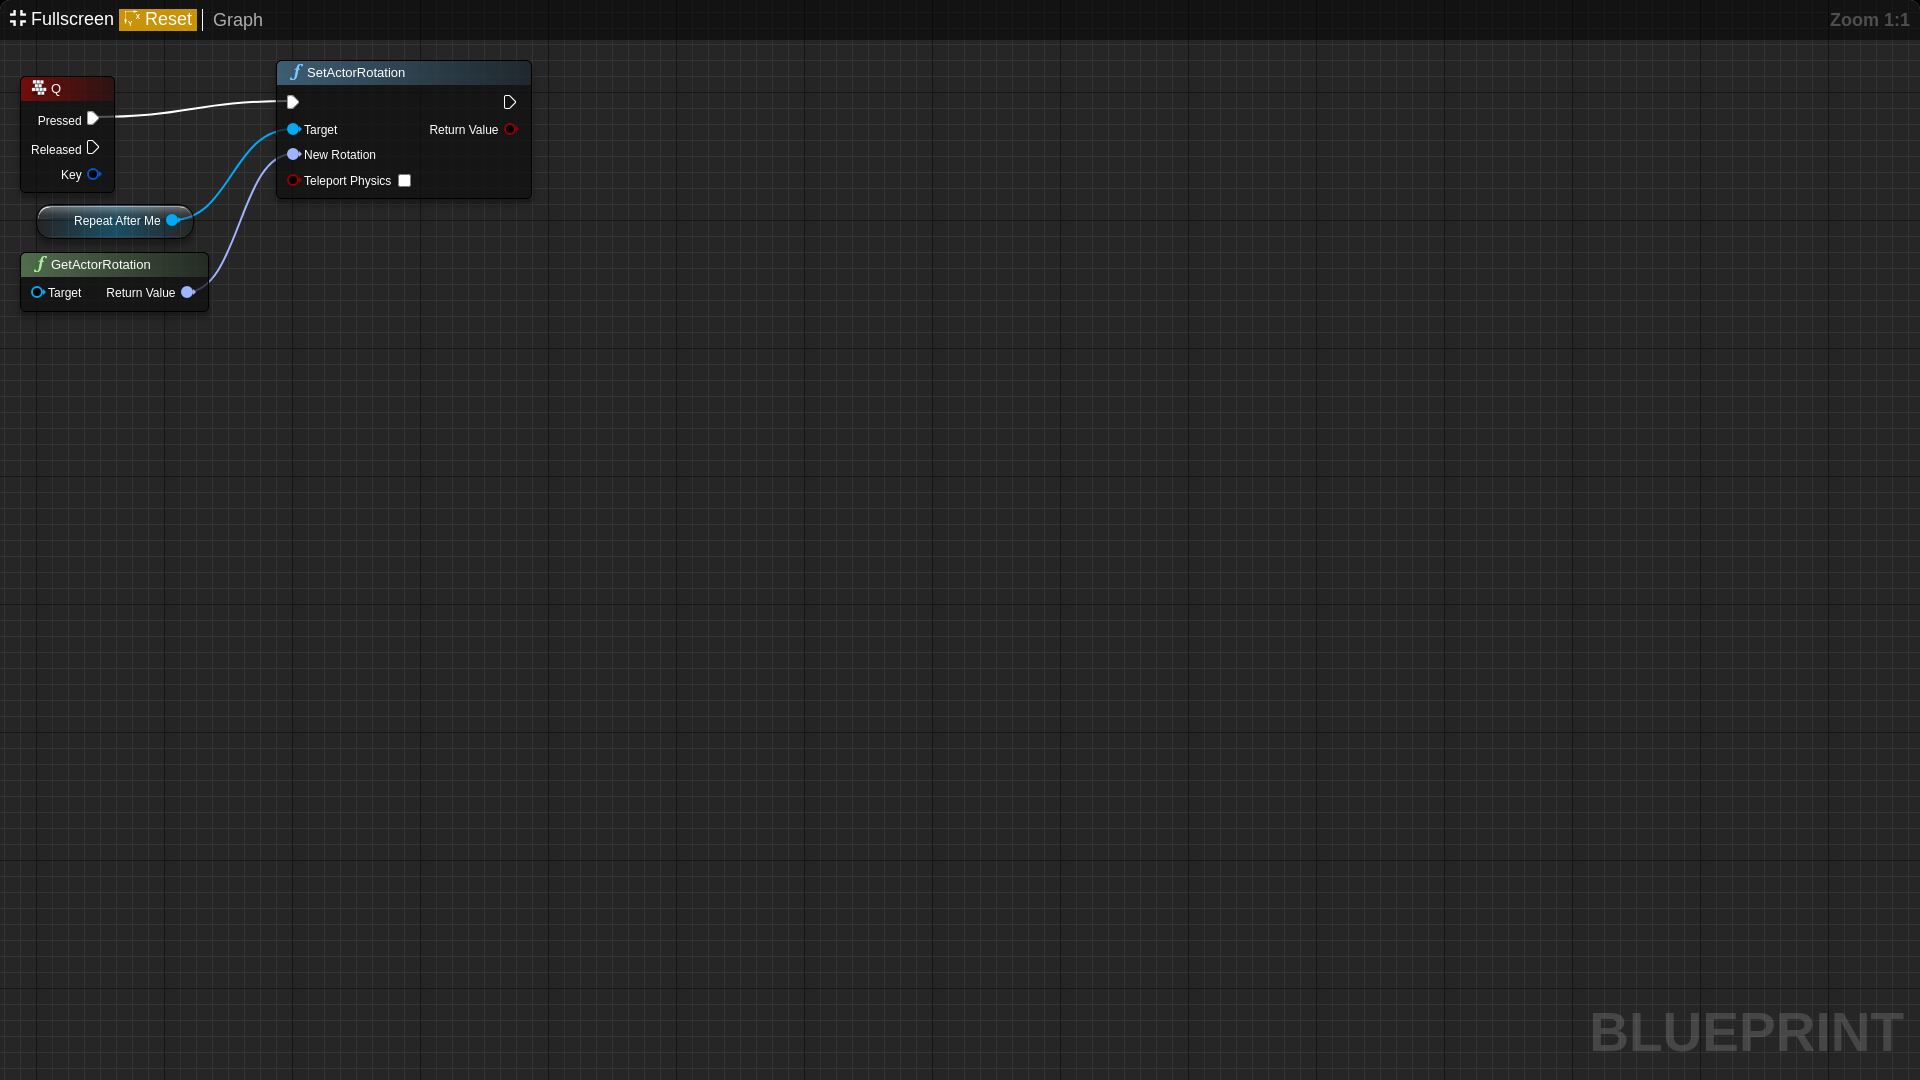 Fullscreen Reset Graph
Zoom 1:1
Q
Pressed
Released
Key
SetActorRotation
Target
Return Value
New Rotation
Teleport Physics
Repeat After Me
GetActorRotation
Target
Return Value
BLUEPRINT